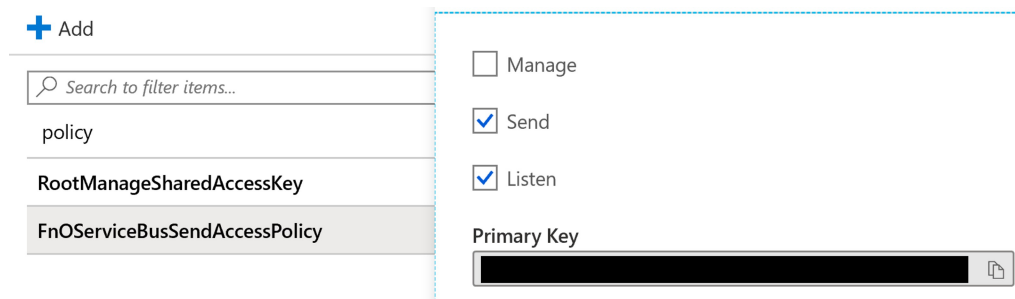 Add
Search to filter items...
policy
RootManageSharedAccessKey
FnOServiceBusSendAccessPolicy
Manage
Send
Listen
Primary Key